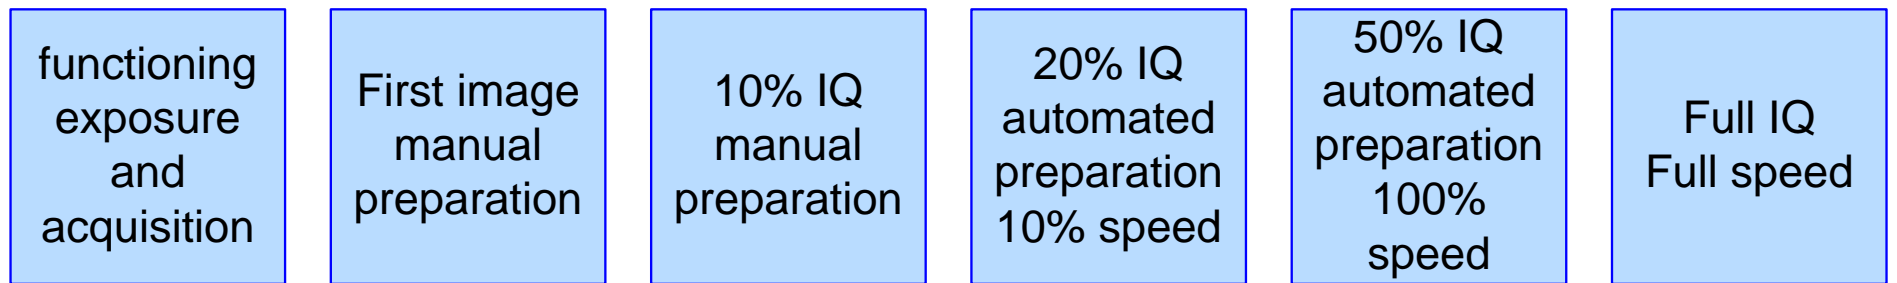 functioning
exposure
and
acquisition
First image
manual
preparation
10% IQ
manual
preparation
20% IQ
automated
preparation
10% speed
50% IQ
automated
preparation
100%
speed
Full IQ
Full speed